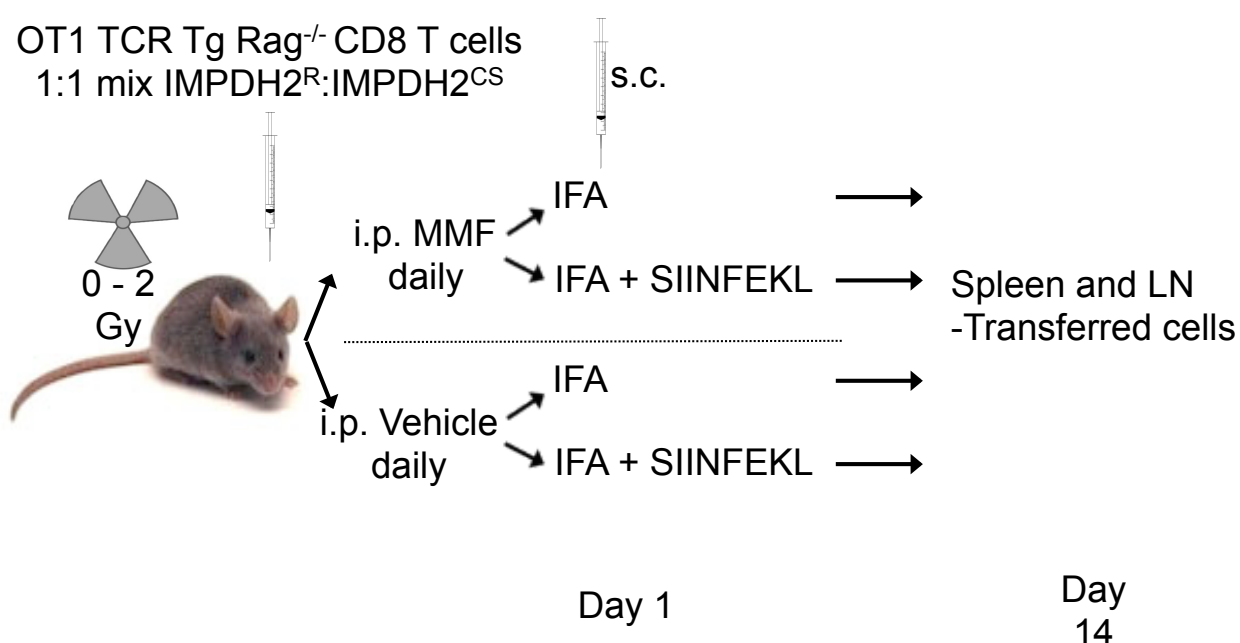 OT1 TCR Tg Rag-/- CD8 T cells
1:1 mix IMPDH2R:IMPDH2CS
s.c.
0 - 2
Gy
i.p. MMF
daily
IFA
IFA + SIINFEKL
i.p. Vehicle
daily
IFA
IFA + SIINFEKL
Spleen and LN
-Transferred cells
Day 1
Day
14